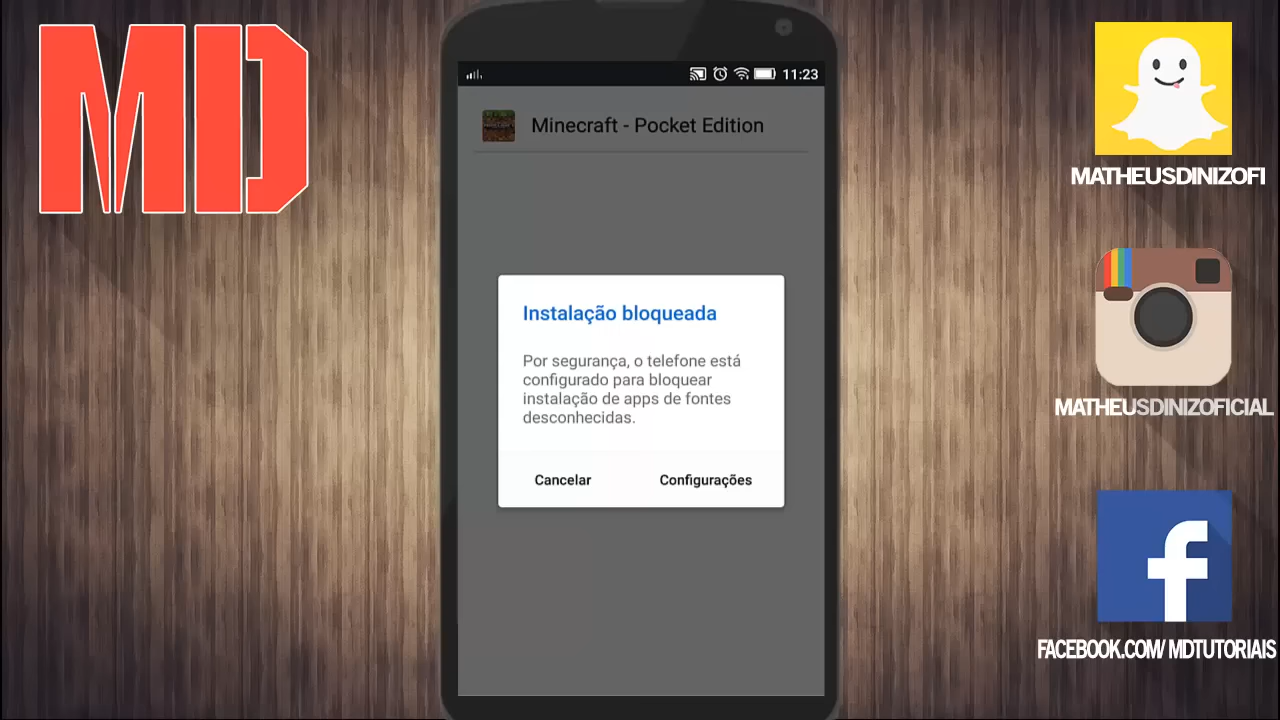 MD
11:23
Minecraft - Pocket Edition
Instalação bloqueada
Por segurança, o telefone está
configurado para bloquear
instalação de apps de fontes
desconhecidas.
Cancelar
Configurações
MATHEUSDINIZOFI
MATHEUSDINIZOFICIAL
f
FACEBOOK.COM/ MDTUTORIAIS